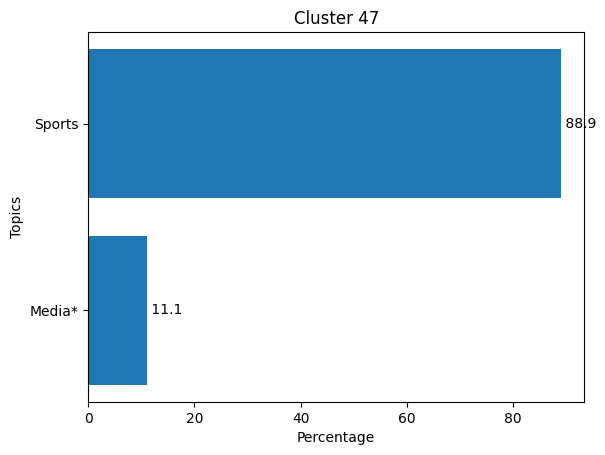 Cluster 47
Topics
Sports
88.9
Media*
11.1
0 20 40 60 80
Percentage